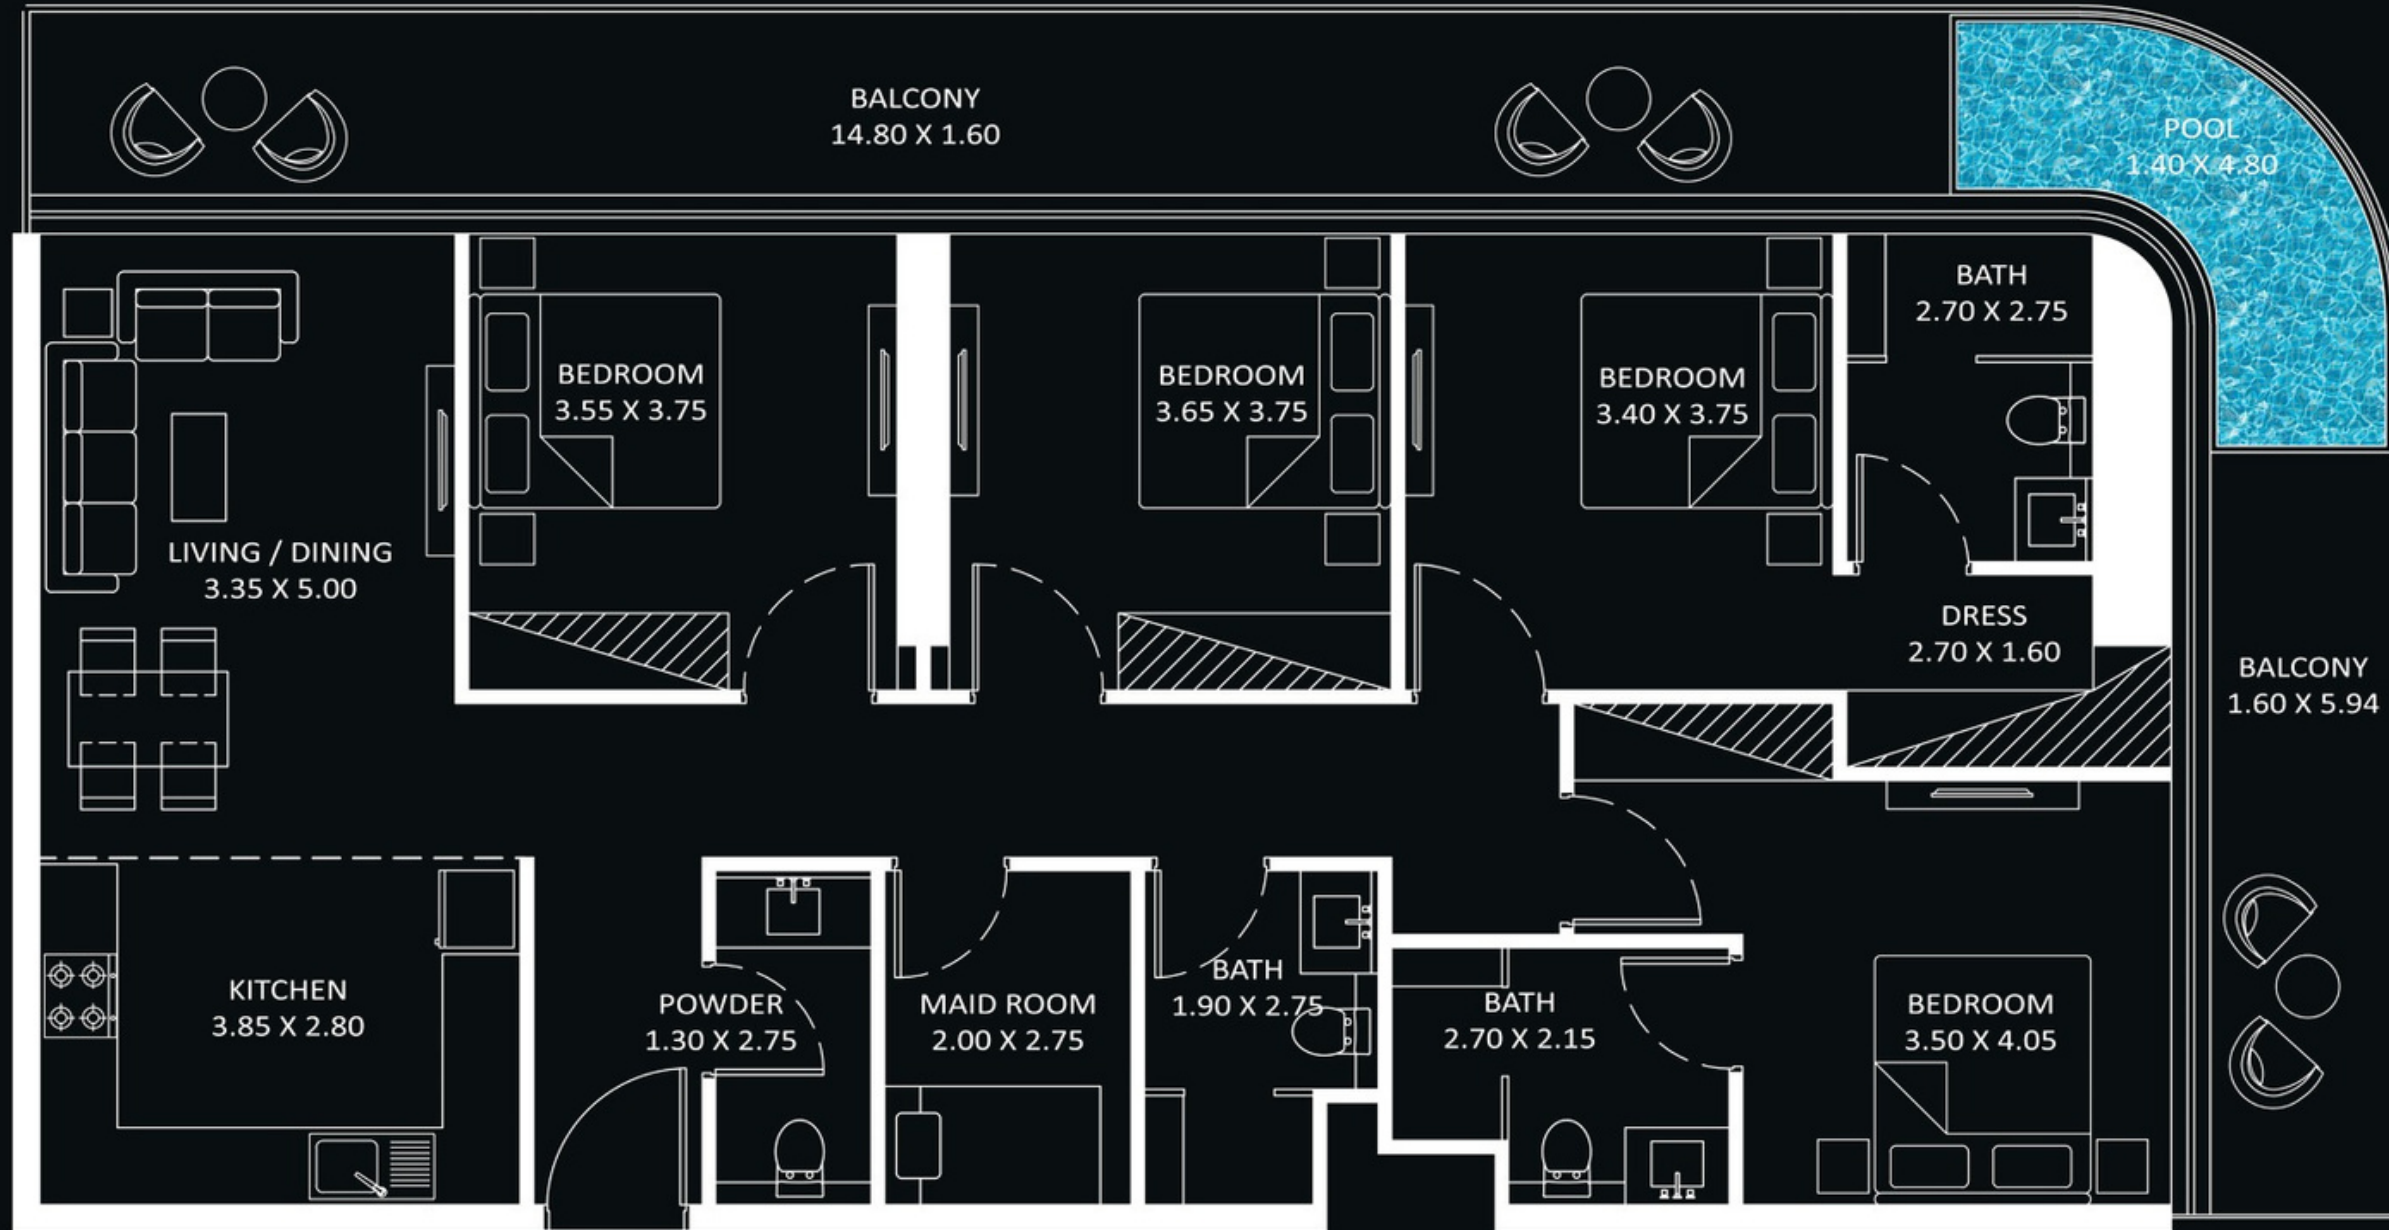 BALCONY
14.80 X 1.60
POOL
1.40 X 4.80
BATH
2.70 X 2.75
BEDROOM
3.55 X 3.75
BEDROOM
3.65 X 3.75
BEDROOM
3.40 X 3.75
LIVING / DINING
3.35 X 5.00
DRESS
2.70 X 1.60
BALCONY
1.60 X 5.94
KITCHEN
3.85 X 2.80
POWDER
1.30 X 2.75
MAID ROOM
2.00 X 2.75
BATH
1.90 X 2.75
BATH
2.70 X 2.15
BEDROOM
3.50 X 4.05